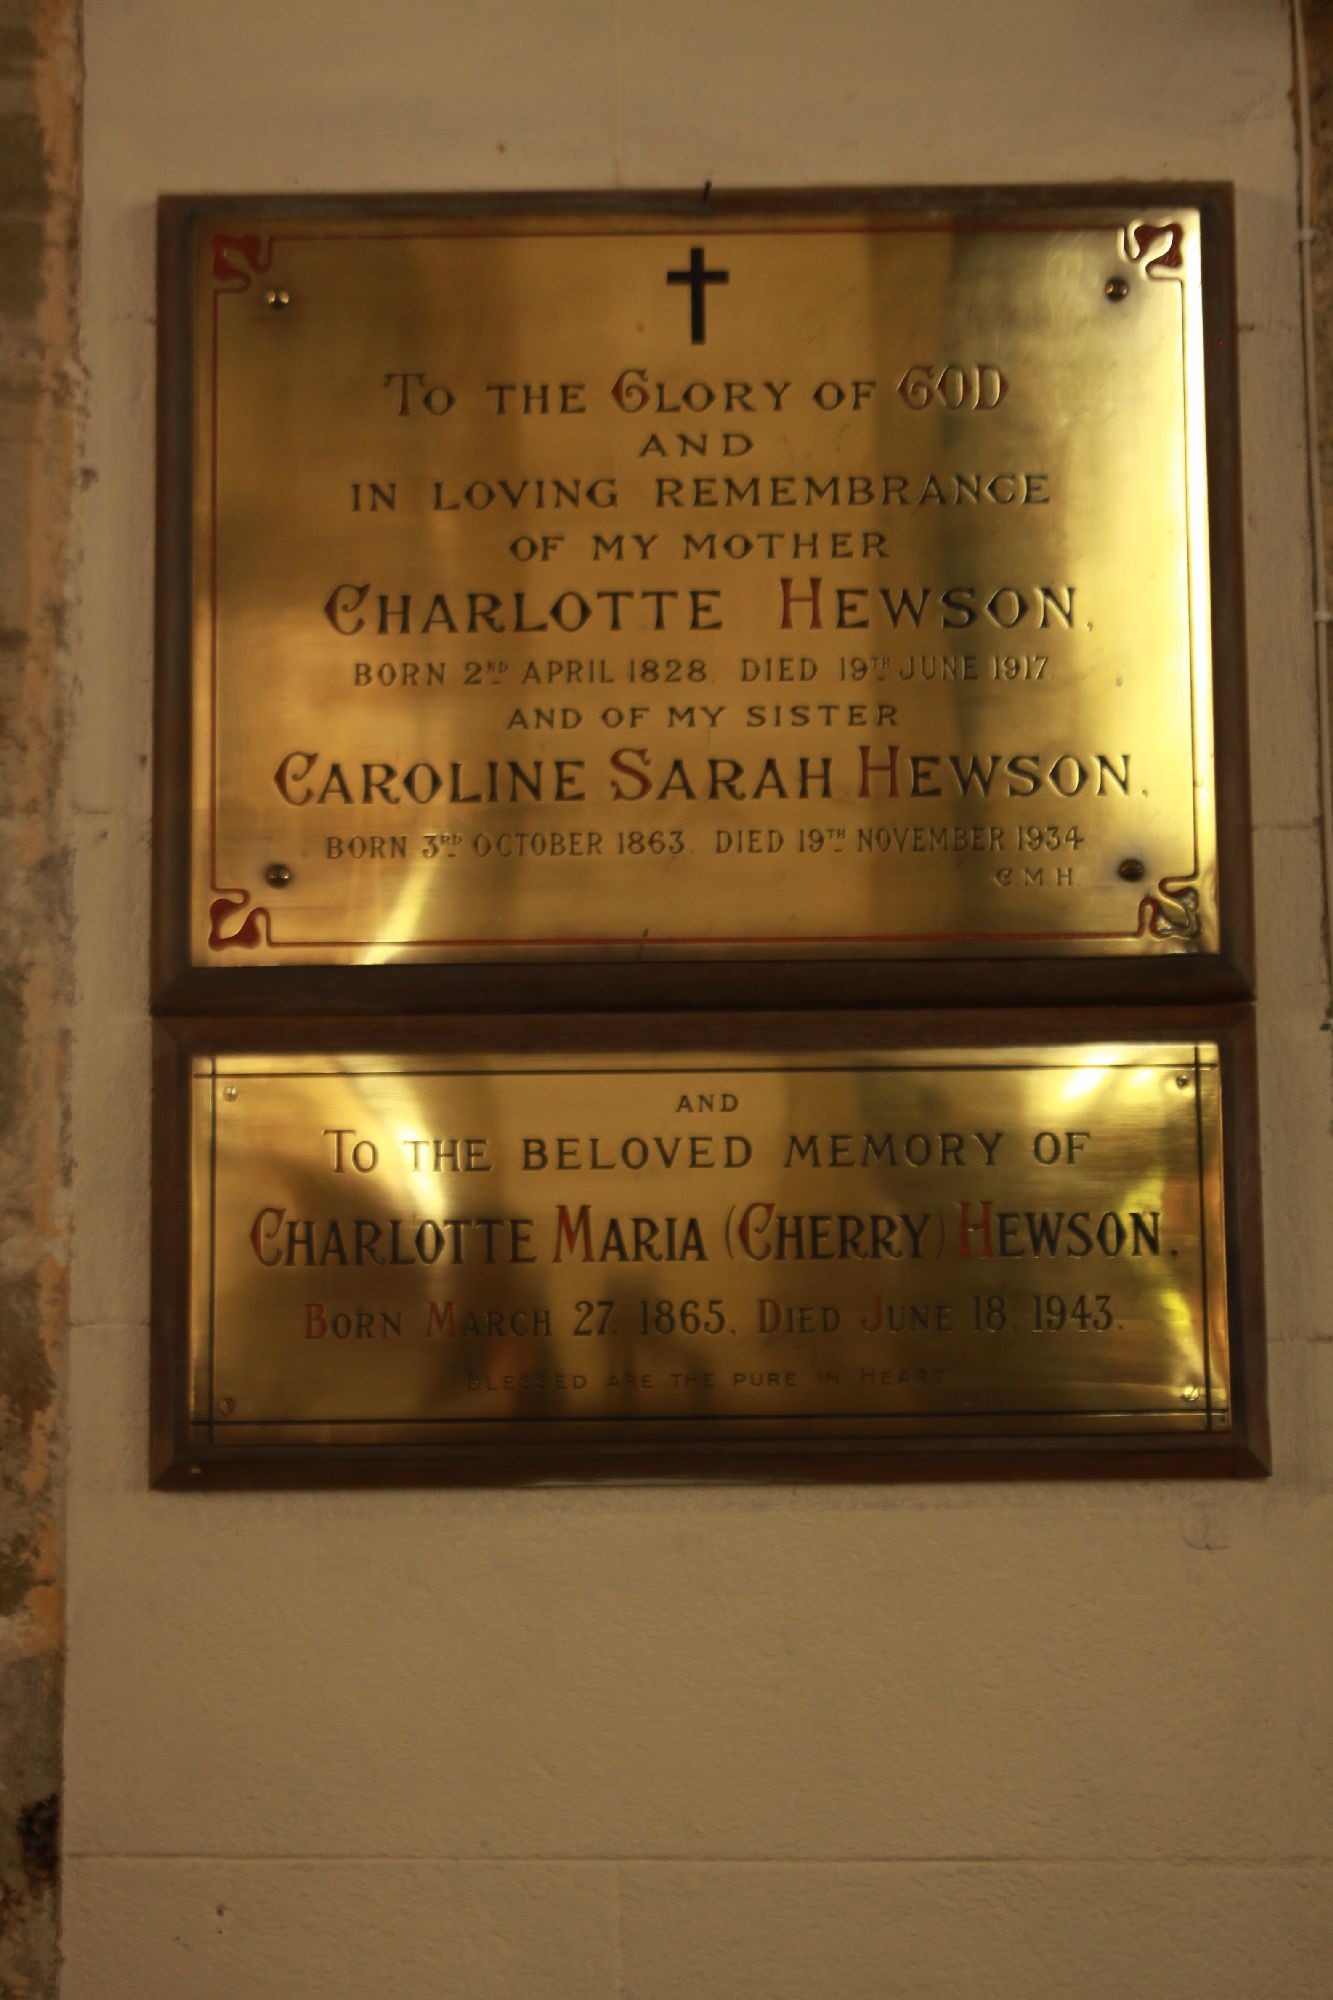 To the Glory of GOD
AND
IN LOVING REMEMBRANCE
OF MY MOTHER
CHARLOTTE HEWSON,
BORN 2ND APRIL 1828. DIED 19TH JUNE 1917.
AND OF MY SISTER
CAROLINE SARAH HEWSON.
BORN 3RD OCTOBER 1863. DIED 19TH NOVEMBER 1934.
C M H.
AND
TO THE BELOVED MEMORY OF
CHARLOTTE MARIA (CHERRY) HEWSON.
BORN MARCH 27. 1865. DIED JUNE 18. 1943.
BLESSED ARE THE PURE IN HEART